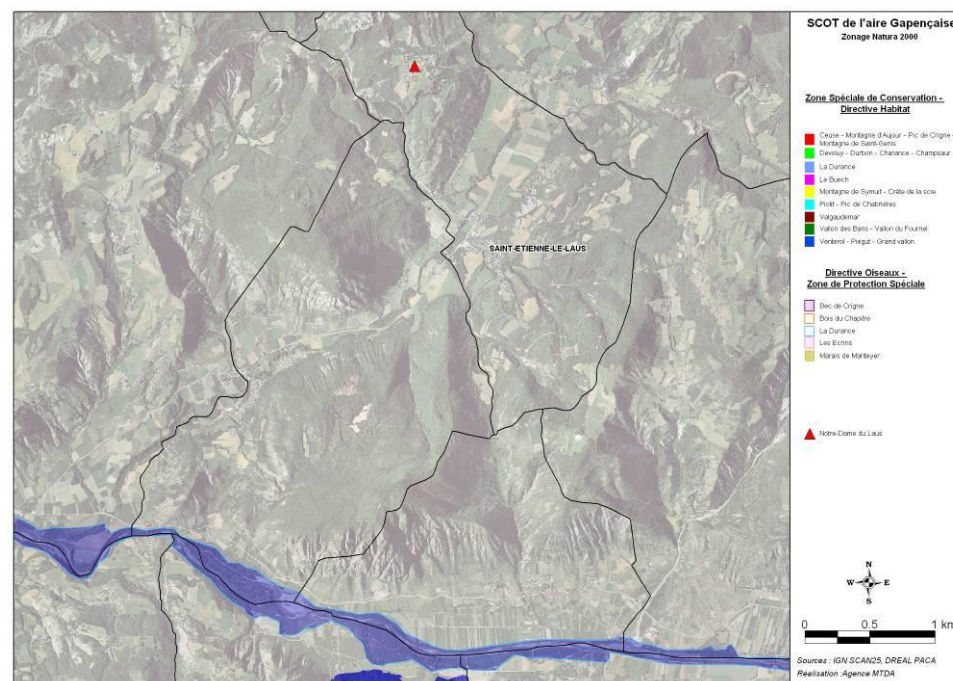 SCOT de l'aire Gapençaise
Zonage Natura 2000
Zone Spéciale de Conservation -
Directive Habitat
Ceuse - Montagne d'Aujour - Pic de Crigne -
Montagne de Saint-Genis
Devoluy - Durbon - Charance - Champsaur
La Durance
Le Buech
Montagne de Symuit - Crête de la scie
Piolit - Pic de Chabrières
Valgaudemar
Vallon des Bans - Vallon du Fournel
Venterol - Piegut - Grand vallon
Directive Oiseaux -
Zone de Protection Spéciale
Bec de Crigne
Bois du Chapitre
La Durance
Les Ecrins
Marais de Manteyer
Notre-Dame du Laus
SAINT-ETIENNE-LE-LAUS
N
W E
S
0 0.5 1 km
Sources : IGN SCAN25, DREAL PACA
Réalisation : Agence MTDA